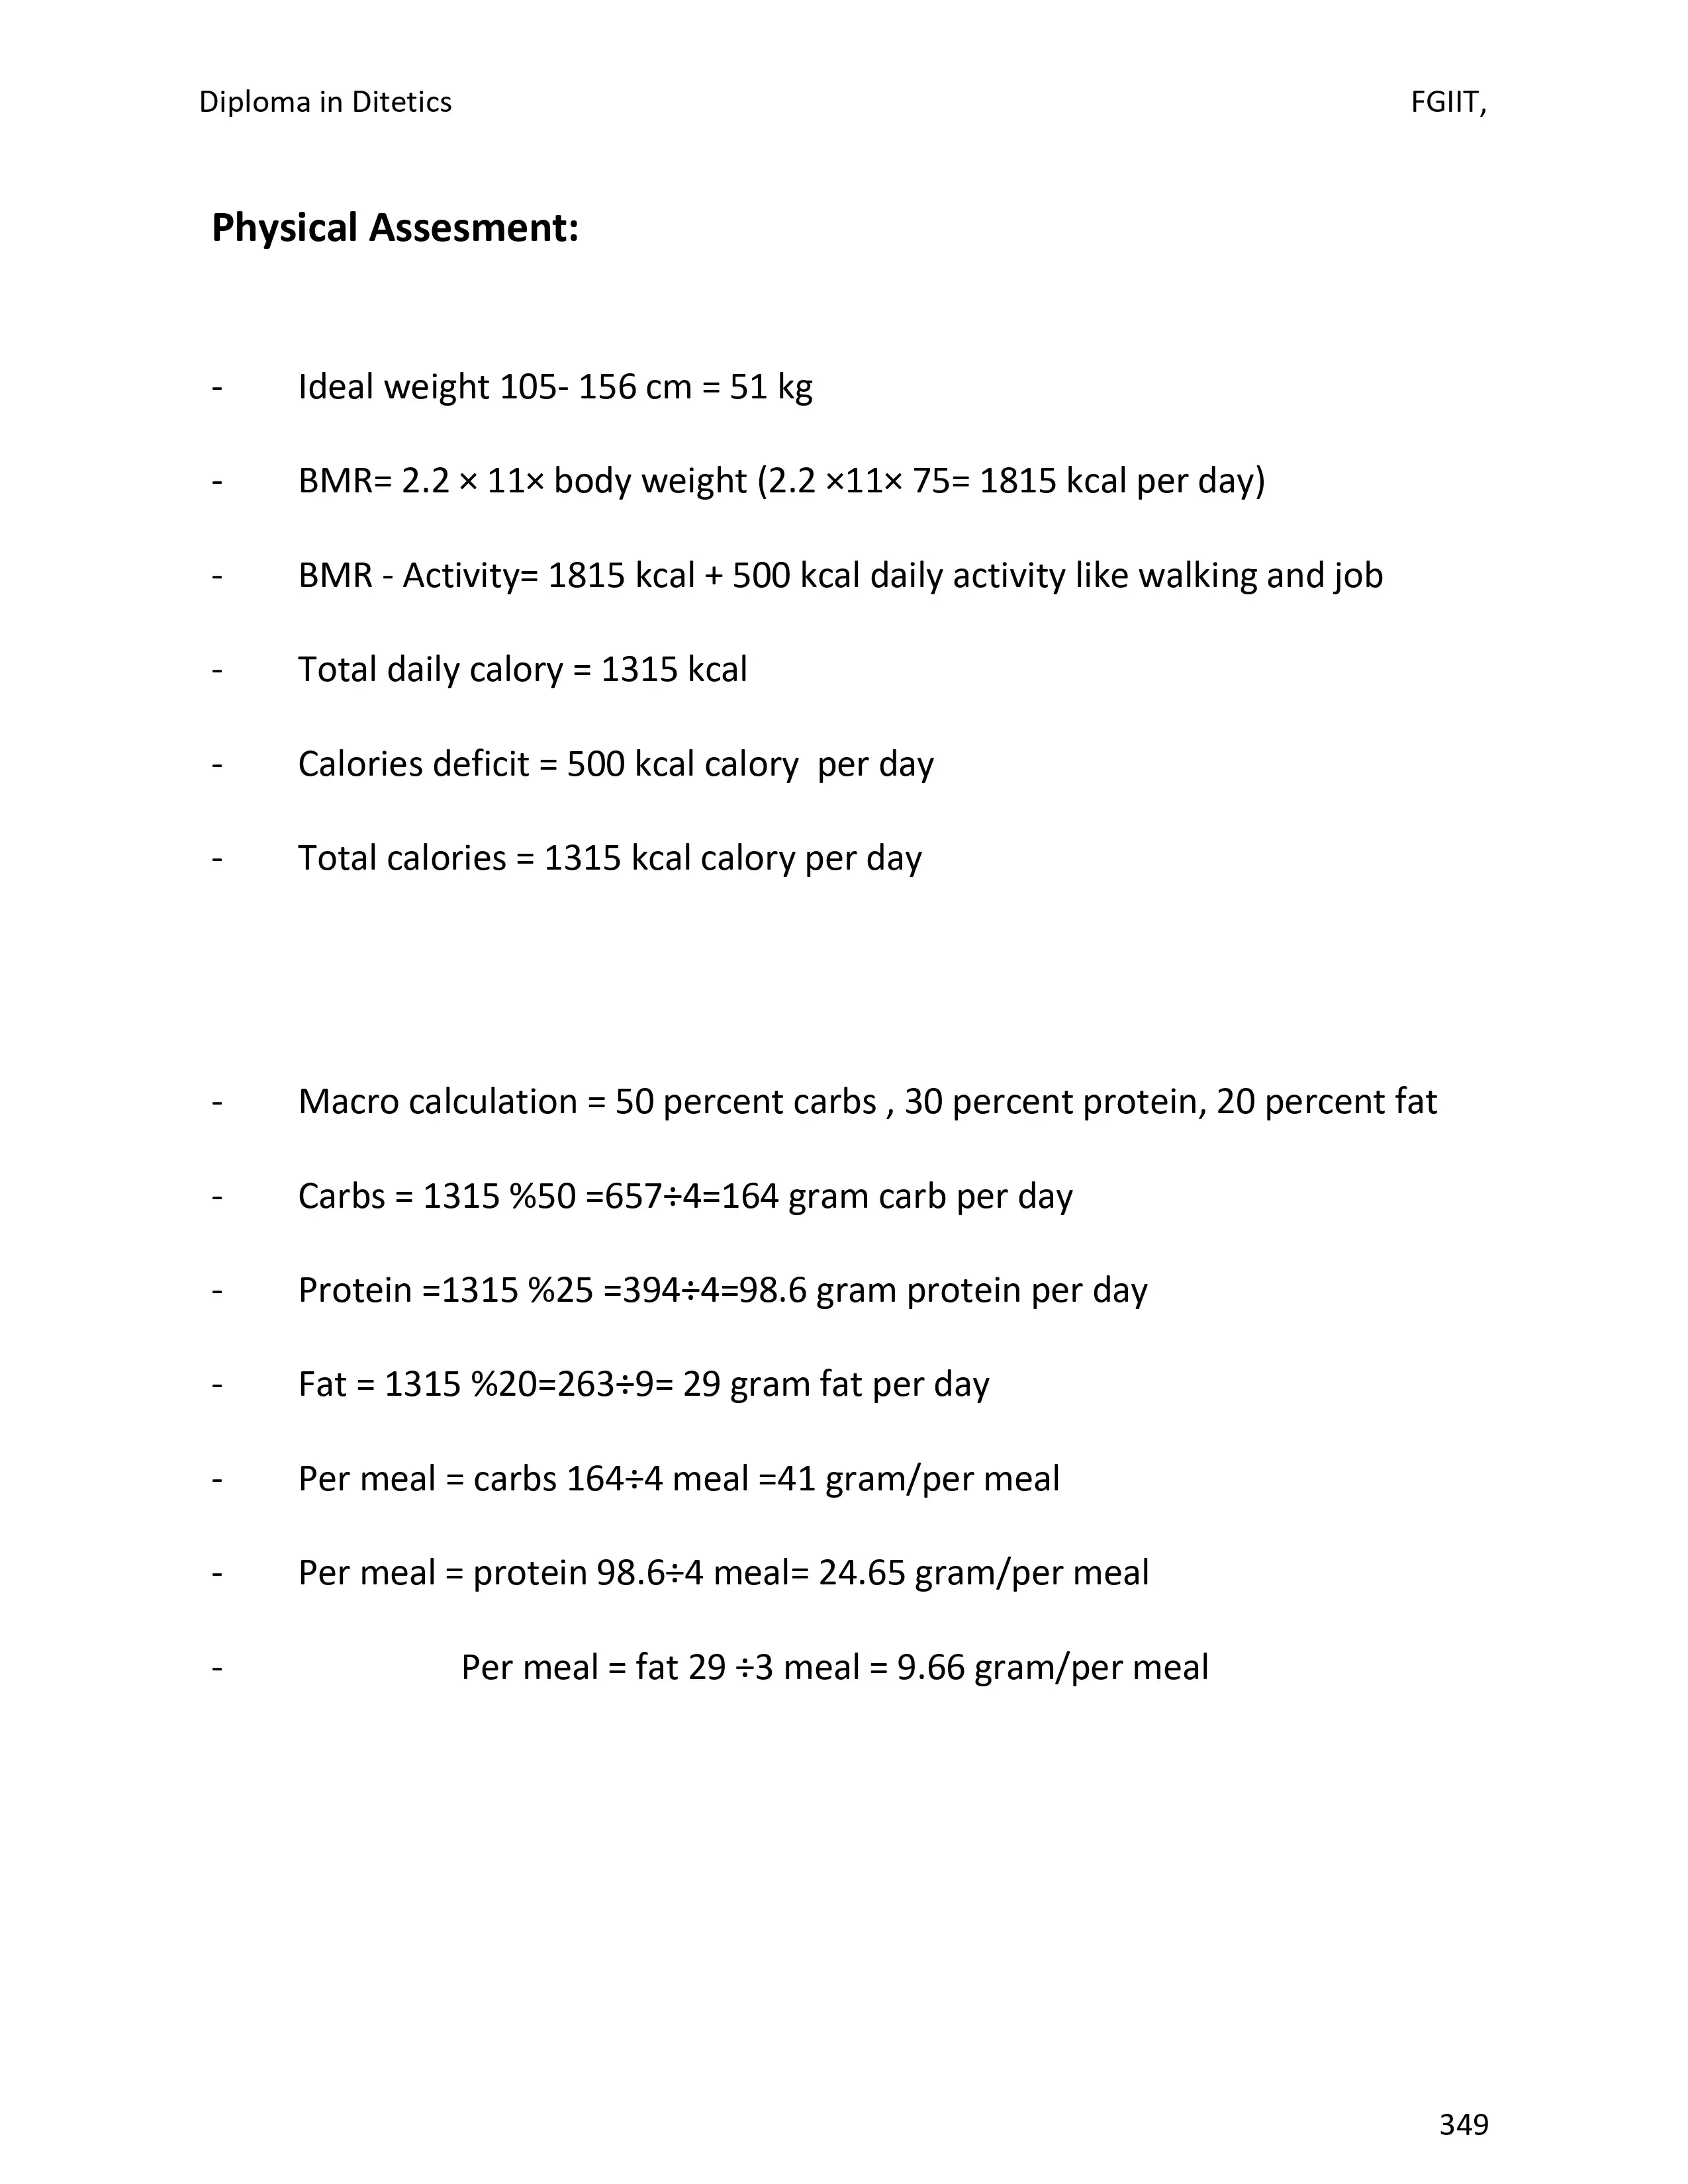 Diploma in Ditetics FGIIT,
Physical Assesment:
- Ideal weight 105- 156 cm = 51 kg
- BMR= 2.2 × 11× body weight (2.2 ×11× 75= 1815 kcal per day)
- BMR - Activity= 1815 kcal + 500 kcal daily activity like walking and job
- Total daily calory = 1315 kcal
- Calories deficit = 500 kcal calory  per day
- Total calories = 1315 kcal calory per day
- Macro calculation = 50 percent carbs , 30 percent protein, 20 percent fat
- Carbs = 1315 %50 =657÷4=164 gram carb per day
- Protein =1315 %25 =394÷4=98.6 gram protein per day
- Fat = 1315 %20=263÷9= 29 gram fat per day
- Per meal = carbs 164÷4 meal =41 gram/per meal
- Per meal = protein 98.6÷4 meal= 24.65 gram/per meal
- Per meal = fat 29 ÷3 meal = 9.66 gram/per meal
349